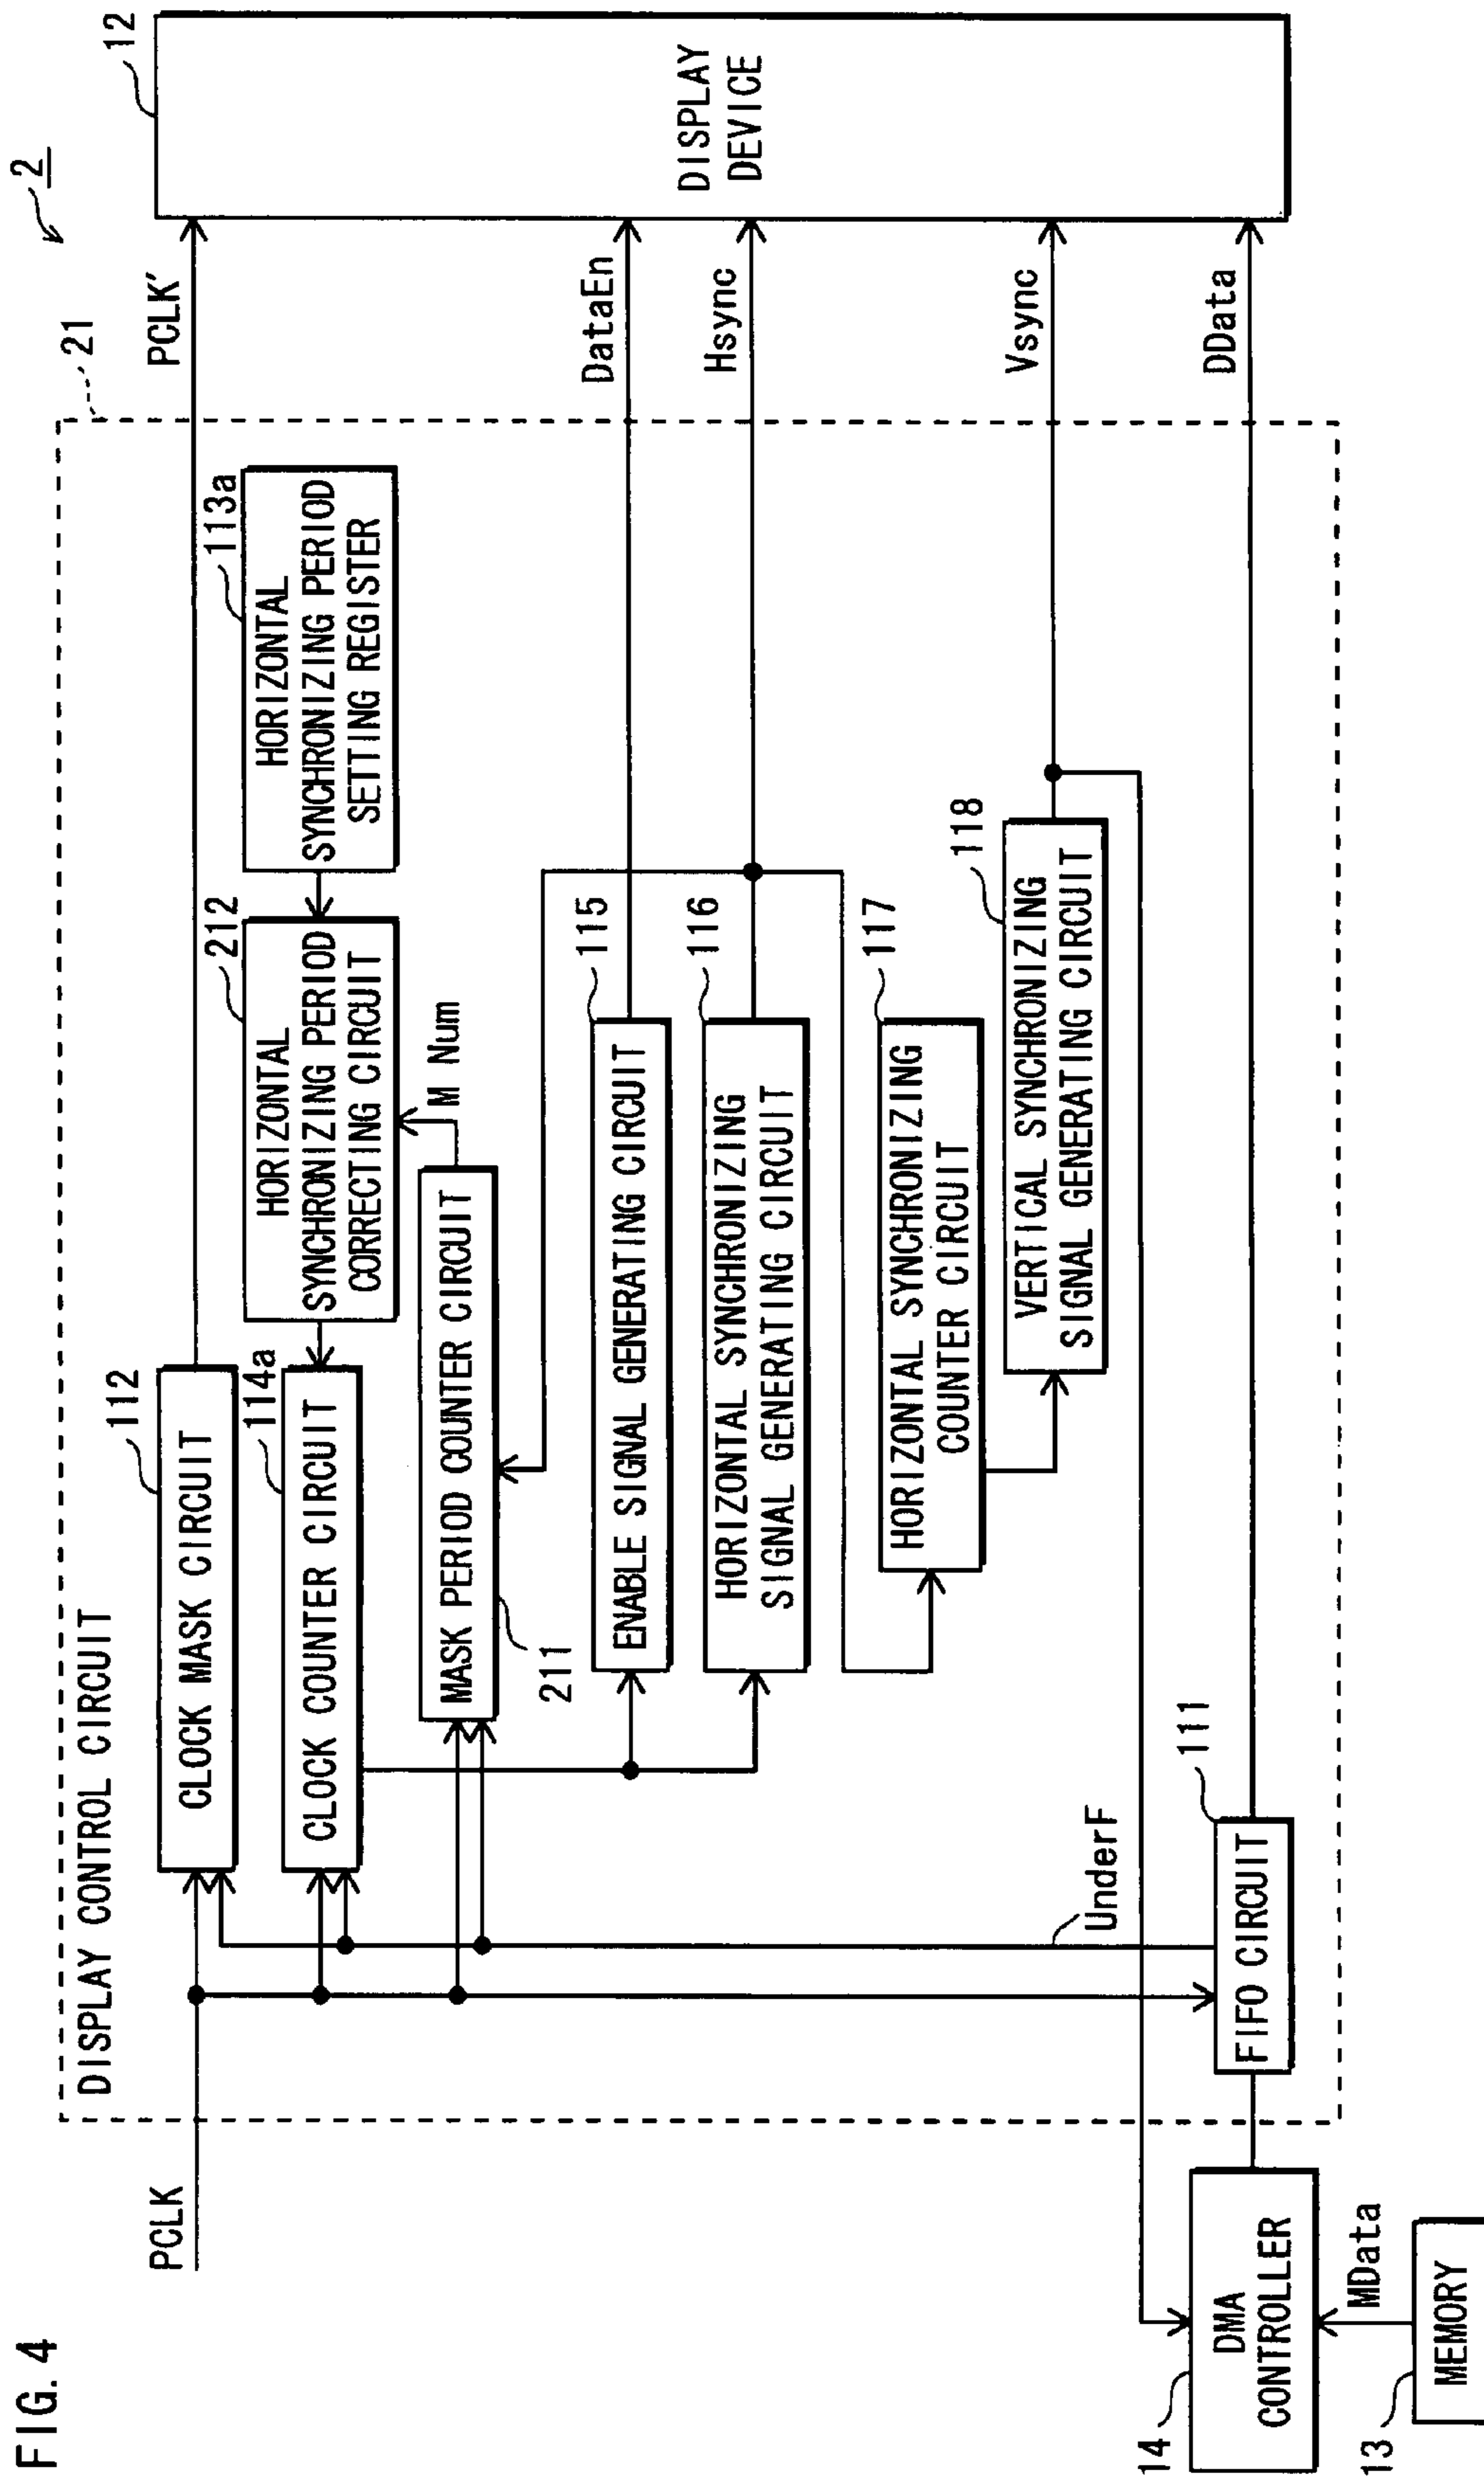 FIG. 4
2
DISPLAY CONTROL CIRCUIT
21
12
PCLK
112
CLOCK MASK CIRCUIT
PCLK'
114a
CLOCK COUNTER CIRCUIT
212
HORIZONTAL
SYNCHRONIZING PERIOD
CORRECTING CIRCUIT
113a
HORIZONTAL
SYNCHRONIZING PERIOD
SETTING REGISTER
M Num
MASK PERIOD COUNTER CIRCUIT
211
115
ENABLE SIGNAL GENERATING CIRCUIT
DataEn
116
HORIZONTAL SYNCHRONIZING
SIGNAL GENERATING CIRCUIT
Hsync
DISPLAY
DEVICE
117
HORIZONTAL SYNCHRONIZING
COUNTER CIRCUIT
118
VERTICAL SYNCHRONIZING
SIGNAL GENERATING CIRCUIT
Vsync
UnderF
111
FIFO CIRCUIT
DData
14
DMA
CONTROLLER
MData
13
MEMORY